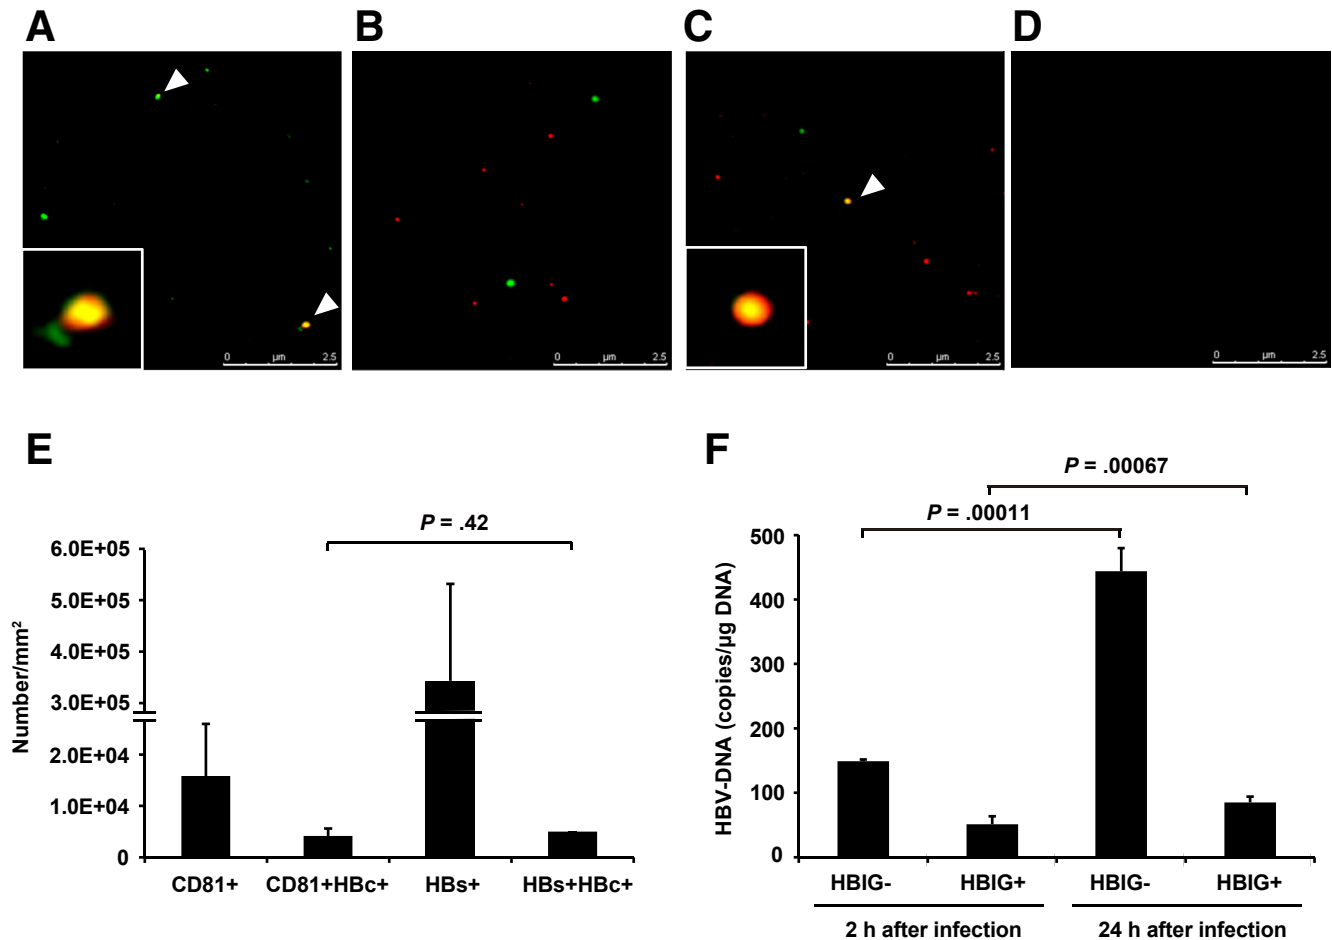 A B C D
0 µm 2.5 0 µm 2.5 0 µm 2.5 0 µm 2.5
E
P = .42
6.0E+05
5.0E+05
4.0E+05
3.0E+05
2.0E+04
1.0E+04
0
Number/mm²
CD81+ CD81+HBc+ HBs+ HBs+HBc+
F
P = .00067
P = .00011
500
400
300
200
100
0
HBV-DNA (copies/µg DNA)
HBIG- HBIG+ HBIG- HBIG+
2 h after infection 24 h after infection